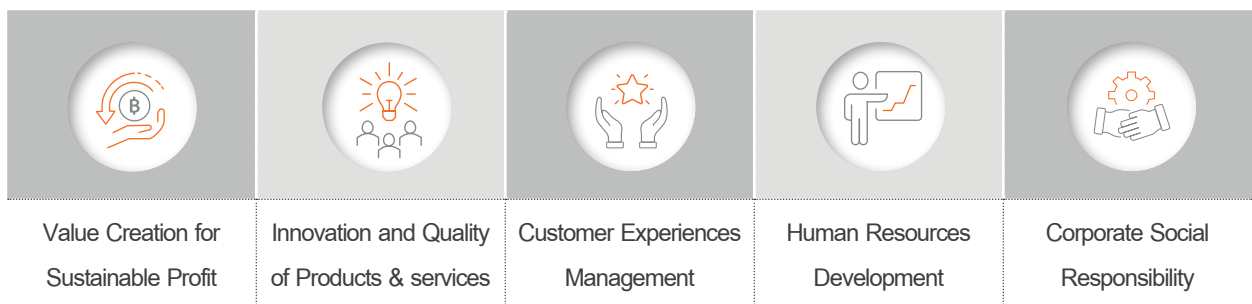 ฿
Value Creation for
Sustainable Profit
Innovation and Quality
of Products & services
Customer Experiences
Management
Human Resources
Development
Corporate Social
Responsibility